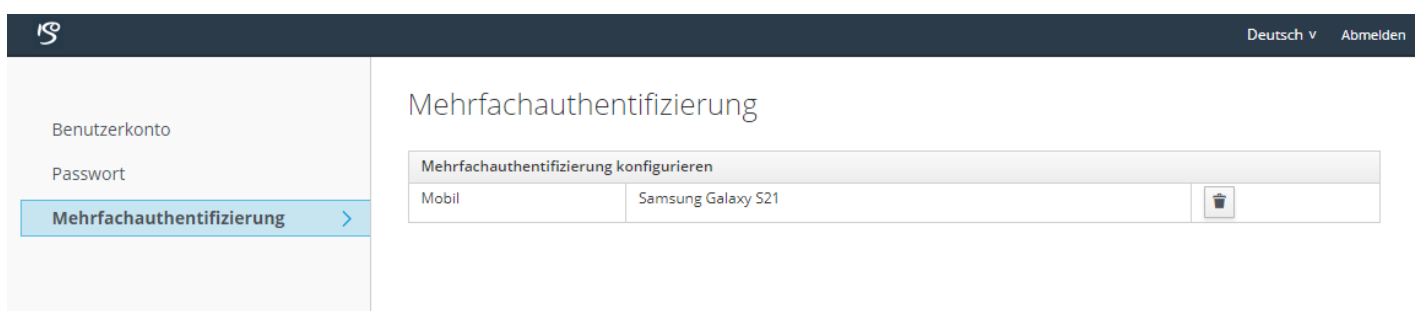 Deutsch v Abmelden
Mehrfachauthentifizierung
Benutzerkonto
Passwort
Mehrfachauthentifizierung
Mehrfachauthentifizierung konfigurieren
Mobil Samsung Galaxy S21